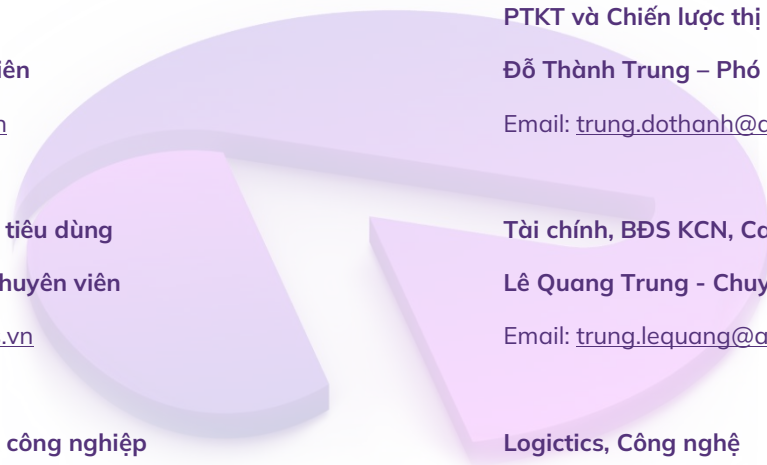 PTKT và Chiến lược thị
iên
Đỗ Thành Trung – Phó
Email: trung.dothanh@a
tiêu dùng
Tài chính, BĐS KCN, Ca
huyên viên
Lê Quang Trung - Chuy
.vn
Email: trung.lequang@a
công nghiệp
Logictics, Công nghệ